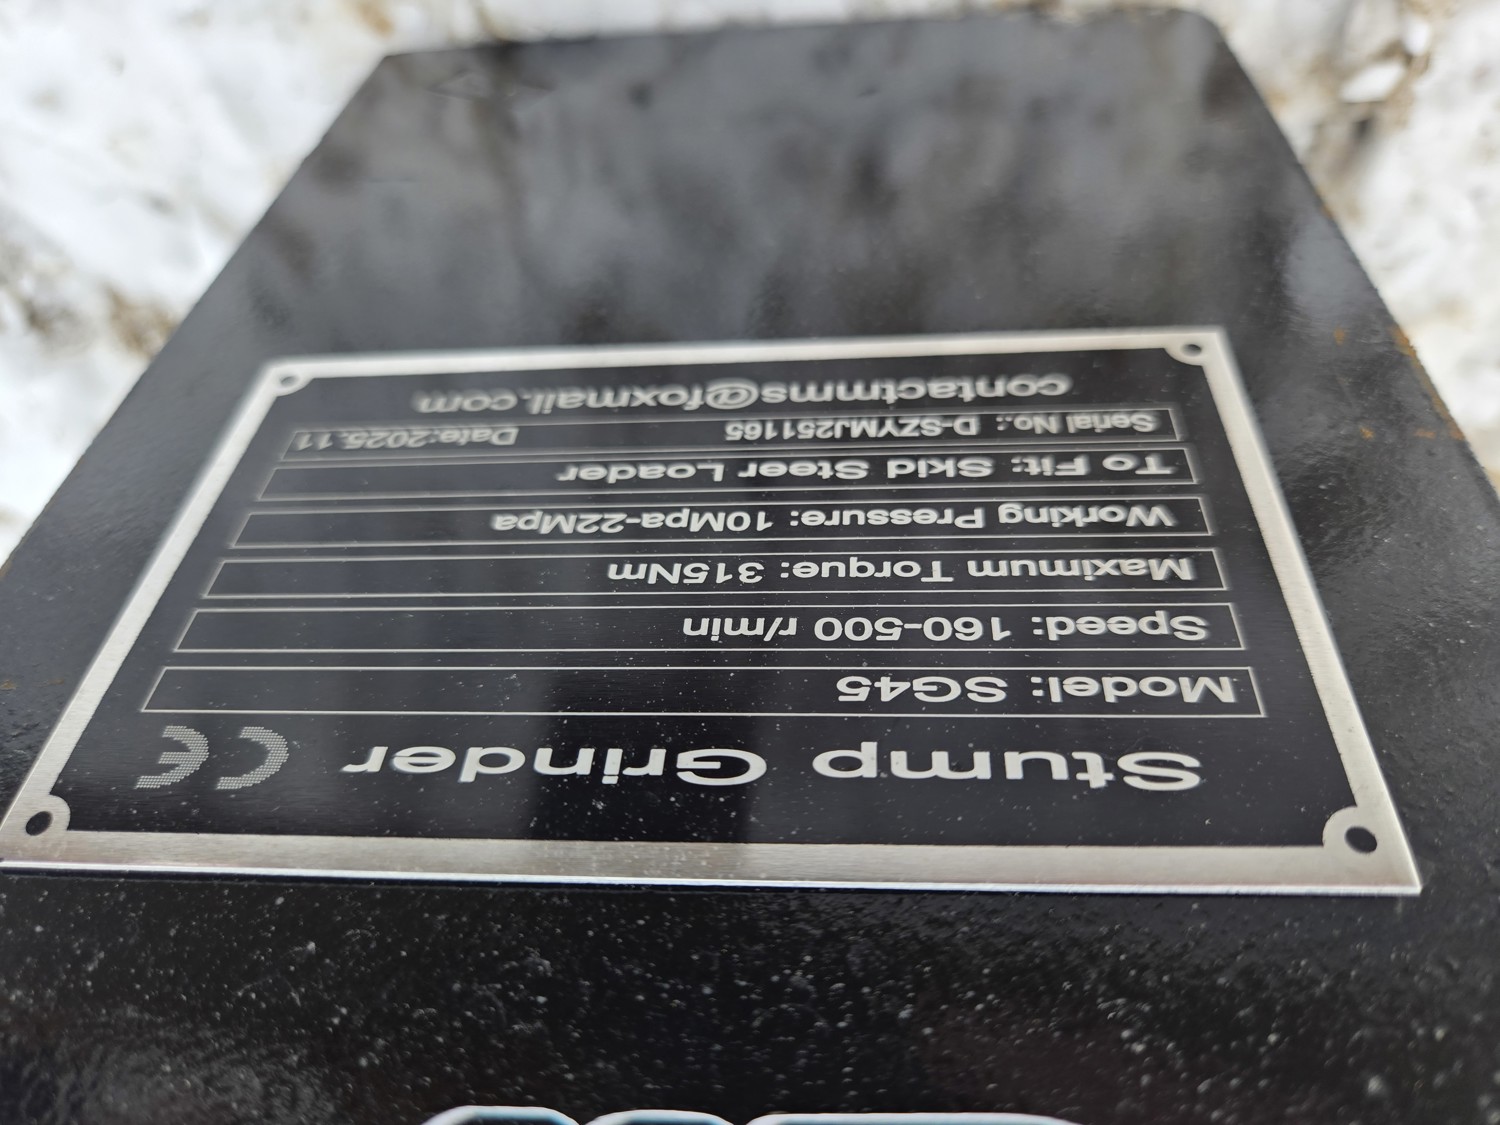 Stump Grinder CE
Model: SG45
Speed: 160-500 r/min
Maximum Torque: 315Nm
Working Pressure: 10Mpa-22Mpa
To Fit: Skid Steer Loader
Serial No.: D-SZYMJ251165 Date:2025.11
contactmms@foxmail.com